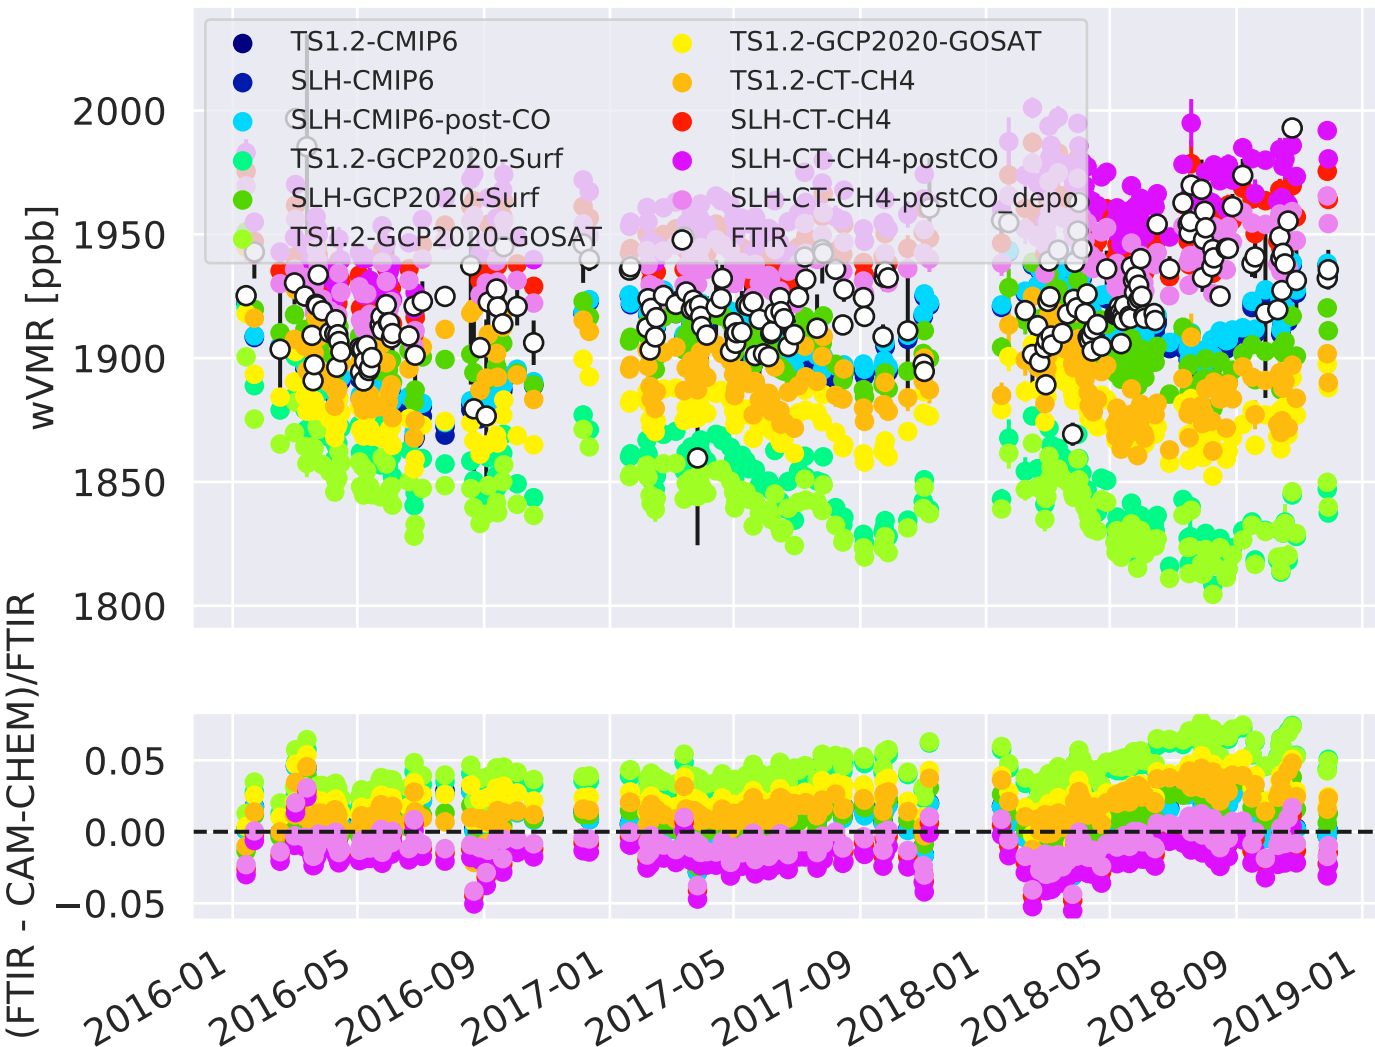 TS1.2-CMIP6
SLH-CMIP6
SLH-CMIP6-post-CO
TS1.2-GCP2020-Surf
SLH-GCP2020-Surf
TS1.2-GCP2020-GOSAT
TS1.2-GCP2020-GOSAT
TS1.2-CT-CH4
SLH-CT-CH4
SLH-CT-CH4-postCO
SLH-CT-CH4-postCO_depo
FTIR
wVMR [ppb]
2000
1950
1900
1850
1800
(FTIR - CAM-CHEM)/FTIR
0.05
0.00
−0.05
2016-01
2016-05
2016-09
2017-01
2017-05
2017-09
2018-01
2018-05
2018-09
2019-01